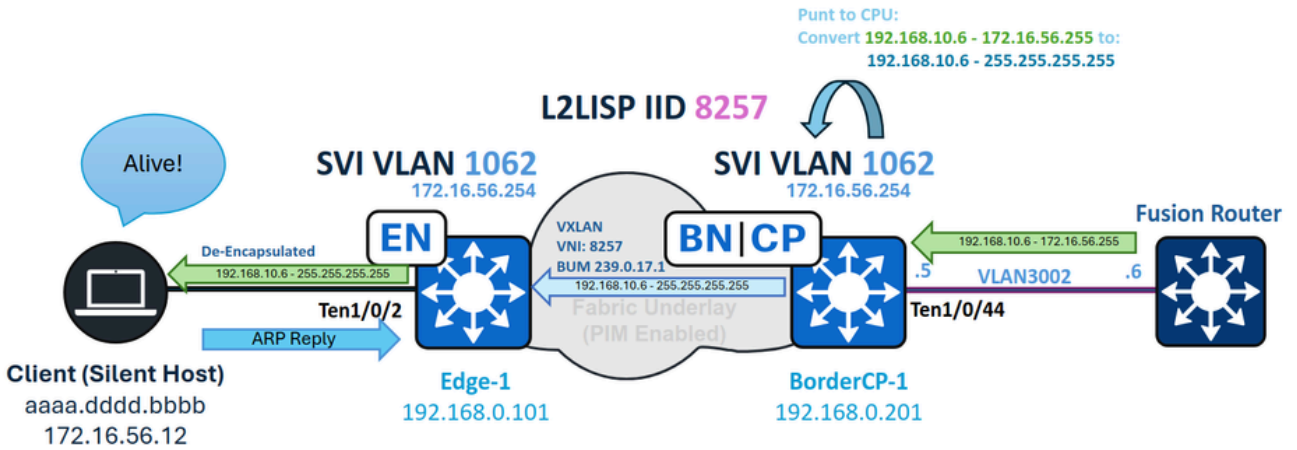 Punt to CPU:
Convert 192.168.10.6 - 172.16.56.255 to:
192.168.10.6 - 255.255.255.255
L2LISP IID 8257
Alive!
SVI VLAN 1062
172.16.56.254
SVI VLAN 1062
172.16.56.254
Fusion Router
EN
VXLAN
VNI: 8257
BUM 239.0.17.1
BN|CP
De-Encapsulated
192.168.10.6 - 255.255.255.255
192.168.10.6 - 255.255.255.255
192.168.10.6 - 172.16.56.255
.5
VLAN3002
.6
Fabric Underlay
(PIM Enabled)
Ten1/0/2
Ten1/0/44
ARP Reply
Client (Silent Host)
aaaa.dddd.bbbb
172.16.56.12
Edge-1
192.168.0.101
BorderCP-1
192.168.0.201